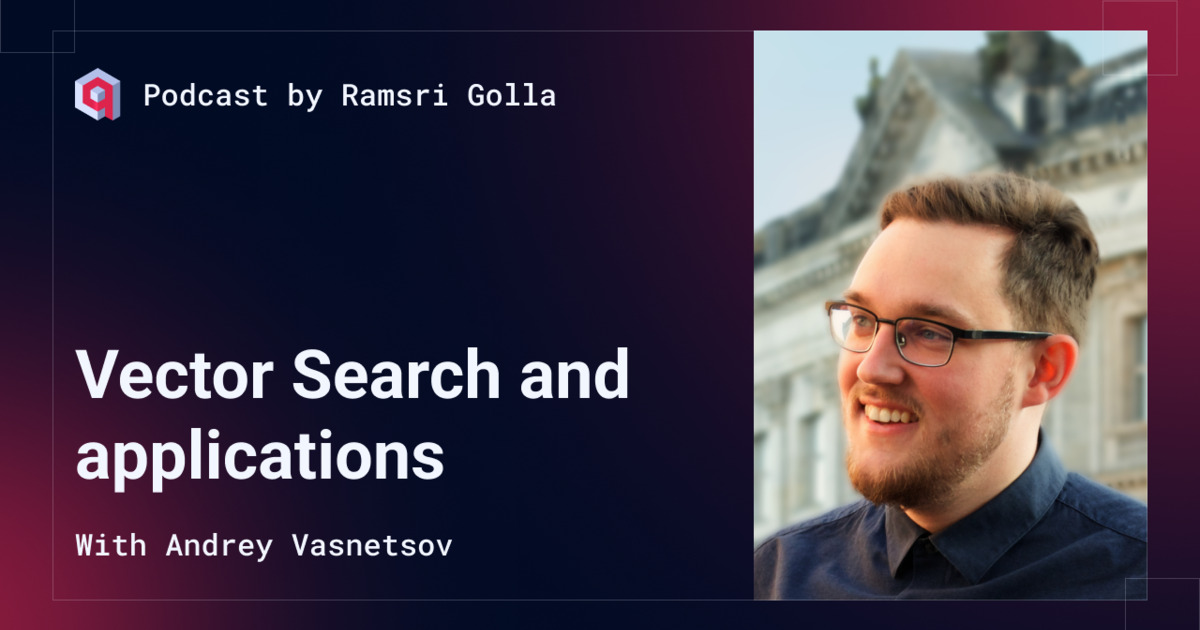 Podcast by Ramsri Golla
Vector Search and
applications
With Andrey Vasnetsov